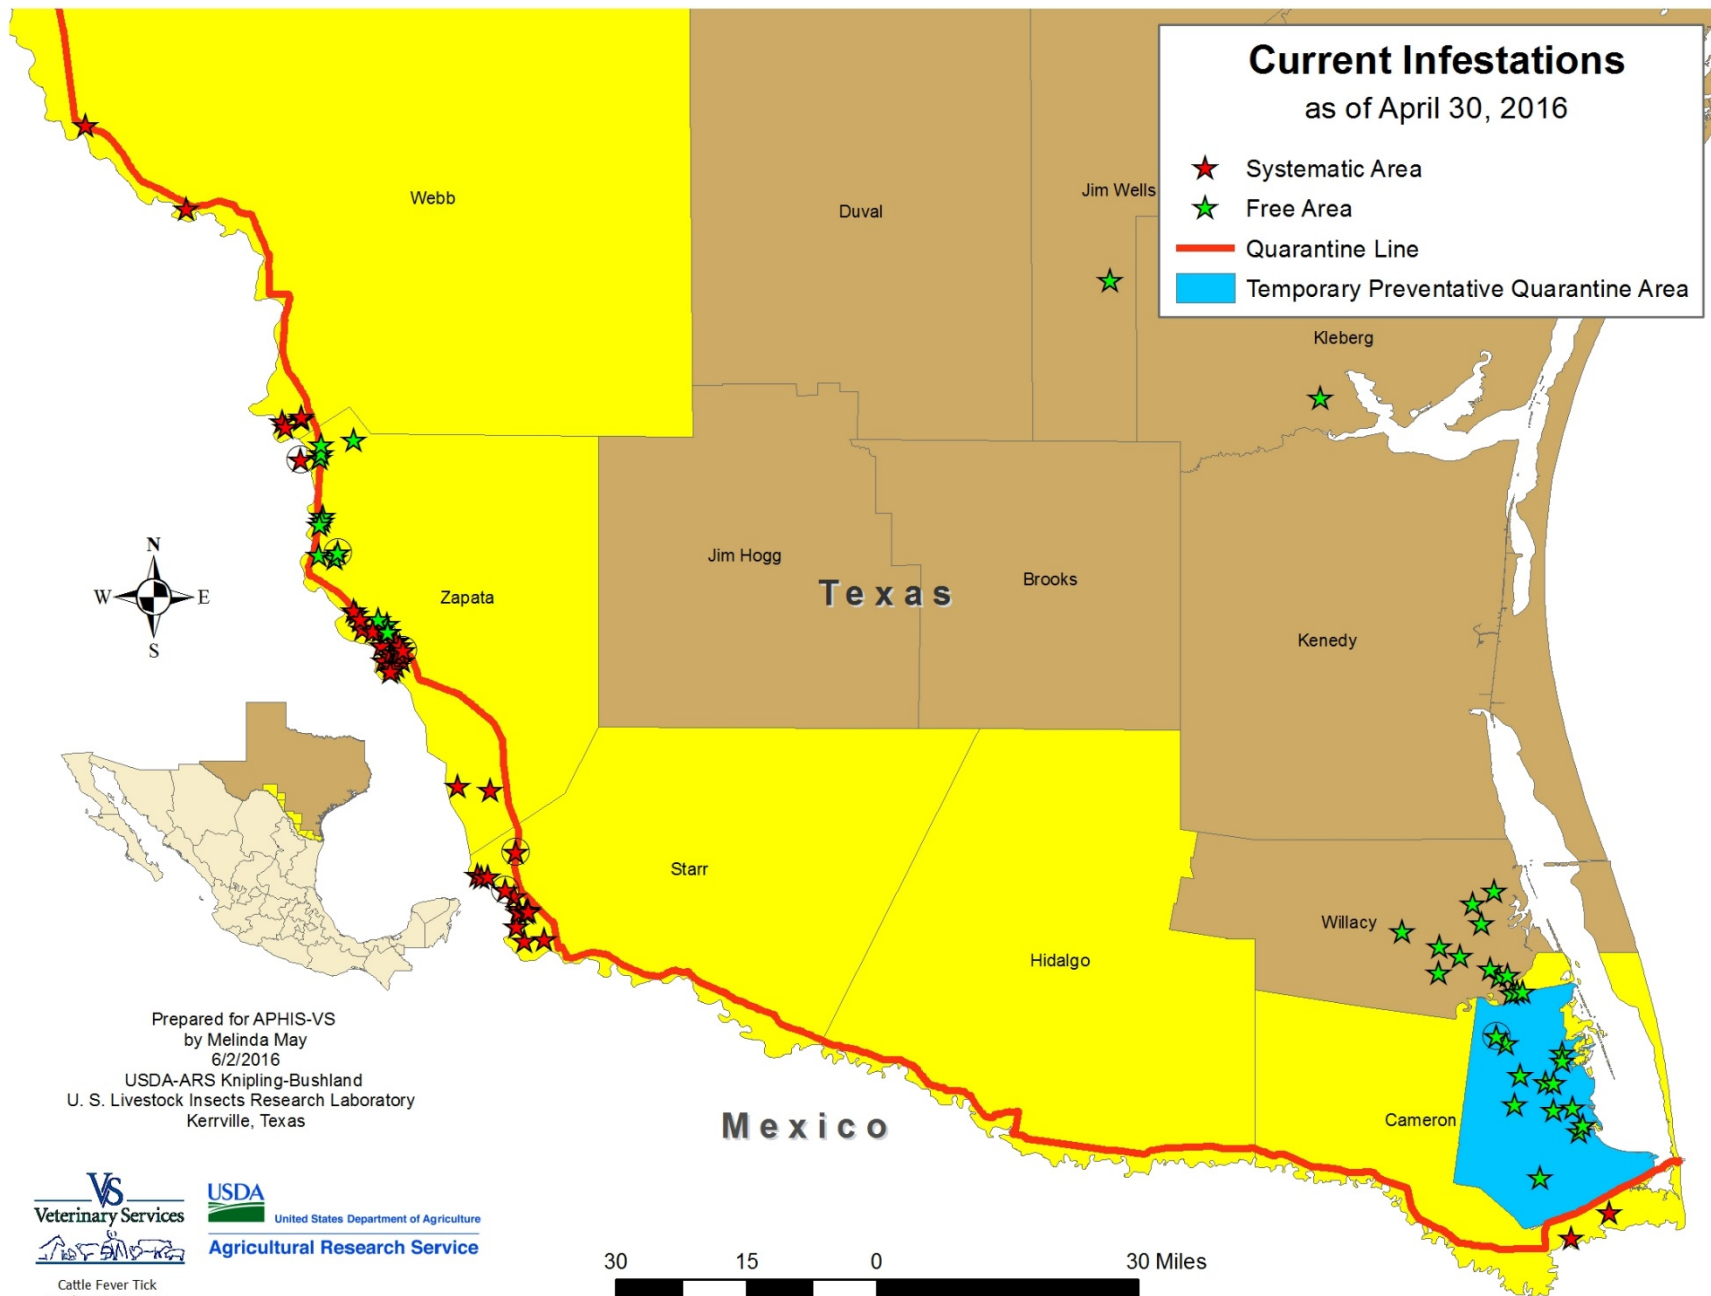 Current Infestations
as of April 30, 2016
Systematic Area
Free Area
Quarantine Line
Temporary Preventative Quarantine Area
Webb
Duval
Jim Wells
Kleberg
Jim Hogg
Brooks
Texas
Zapata
Kenedy
N
W E
S
Starr
Hidalgo
Willacy
Cameron
Mexico
Prepared for APHIS-VS
by Melinda May
6/2/2016
USDA-ARS Knipling-Bushland
U. S. Livestock Insects Research Laboratory
Kerrville, Texas
VS
Veterinary Services
Cattle Fever Tick
USDA
United States Department of Agriculture
Agricultural Research Service
30 15 0 30 Miles